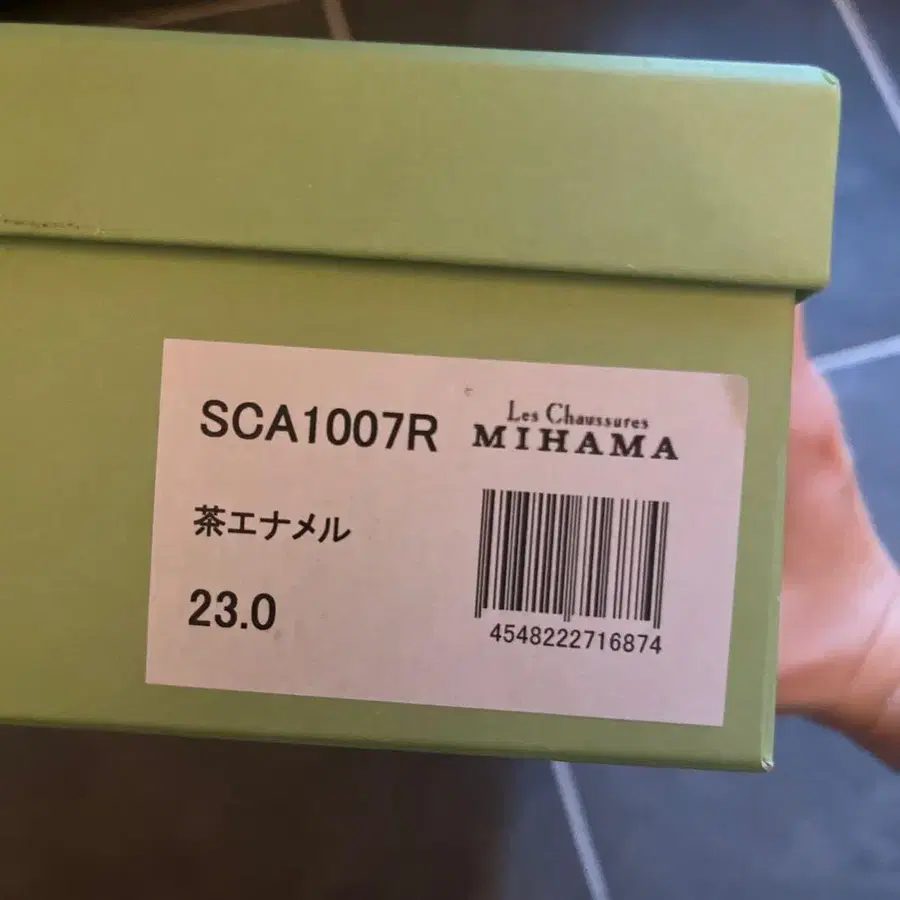 SCA1007R
Les Chaussures
MIHAMA
茶エナメル
23.0
4548222716874